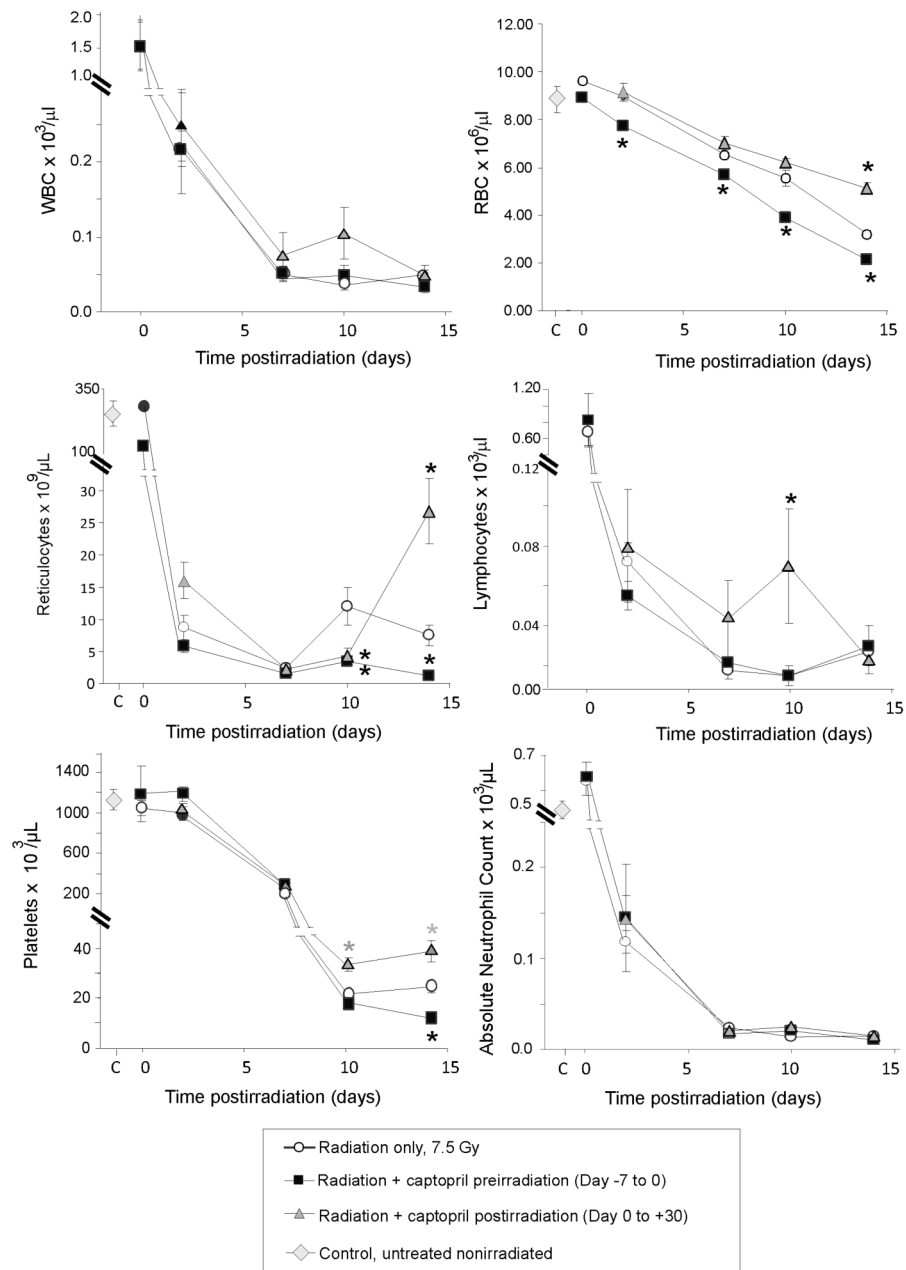 WBC x 10³/µl
2.0
1.5
1.0
0.2
0.1
0.0
0 5 10 15
Time postirradiation (days)
RBC x 10⁶/µl
10.00
8.00
6.00
4.00
2.00
0.00
* * * * *
C 0 5 10 15
Time postirradiation (days)
Reticulocytes x 10⁹/µL
350
100
30
25
20
15
10
5
0
* * * *
C 0 5 10 15
Time postirradiation (days)
Lymphocytes x 10³/µl
1.20
0.60
0.12
0.08
0.04
0.00
*
0 5 10 15
Time postirradiation (days)
Platelets x 10³/µL
1400
1000
600
200
40
20
0
* * *
C 0 5 10 15
Time postirradiation (days)
Absolute Neutrophil Count x 10³/µL
0.7
0.5
0.2
0.1
0.0
C 0 5 10 15
Time postirradiation (days)
Radiation only, 7.5 Gy
Radiation + captopril preirradiation (Day -7 to 0)
Radiation + captopril postirradiation (Day 0 to +30)
Control, untreated nonirradiated